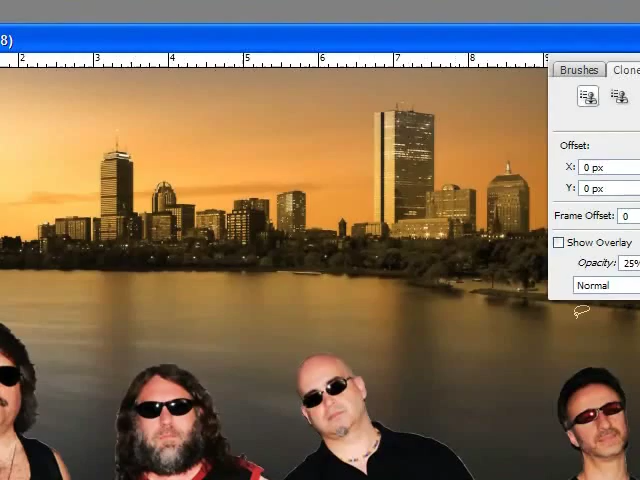 8)
2 3 4 5 6 7 8 9
Brushes Clone
Offset:
X: 0 px
Y: 0 px
Frame Offset: 0
Show Overlay
Opacity: 25%
Normal